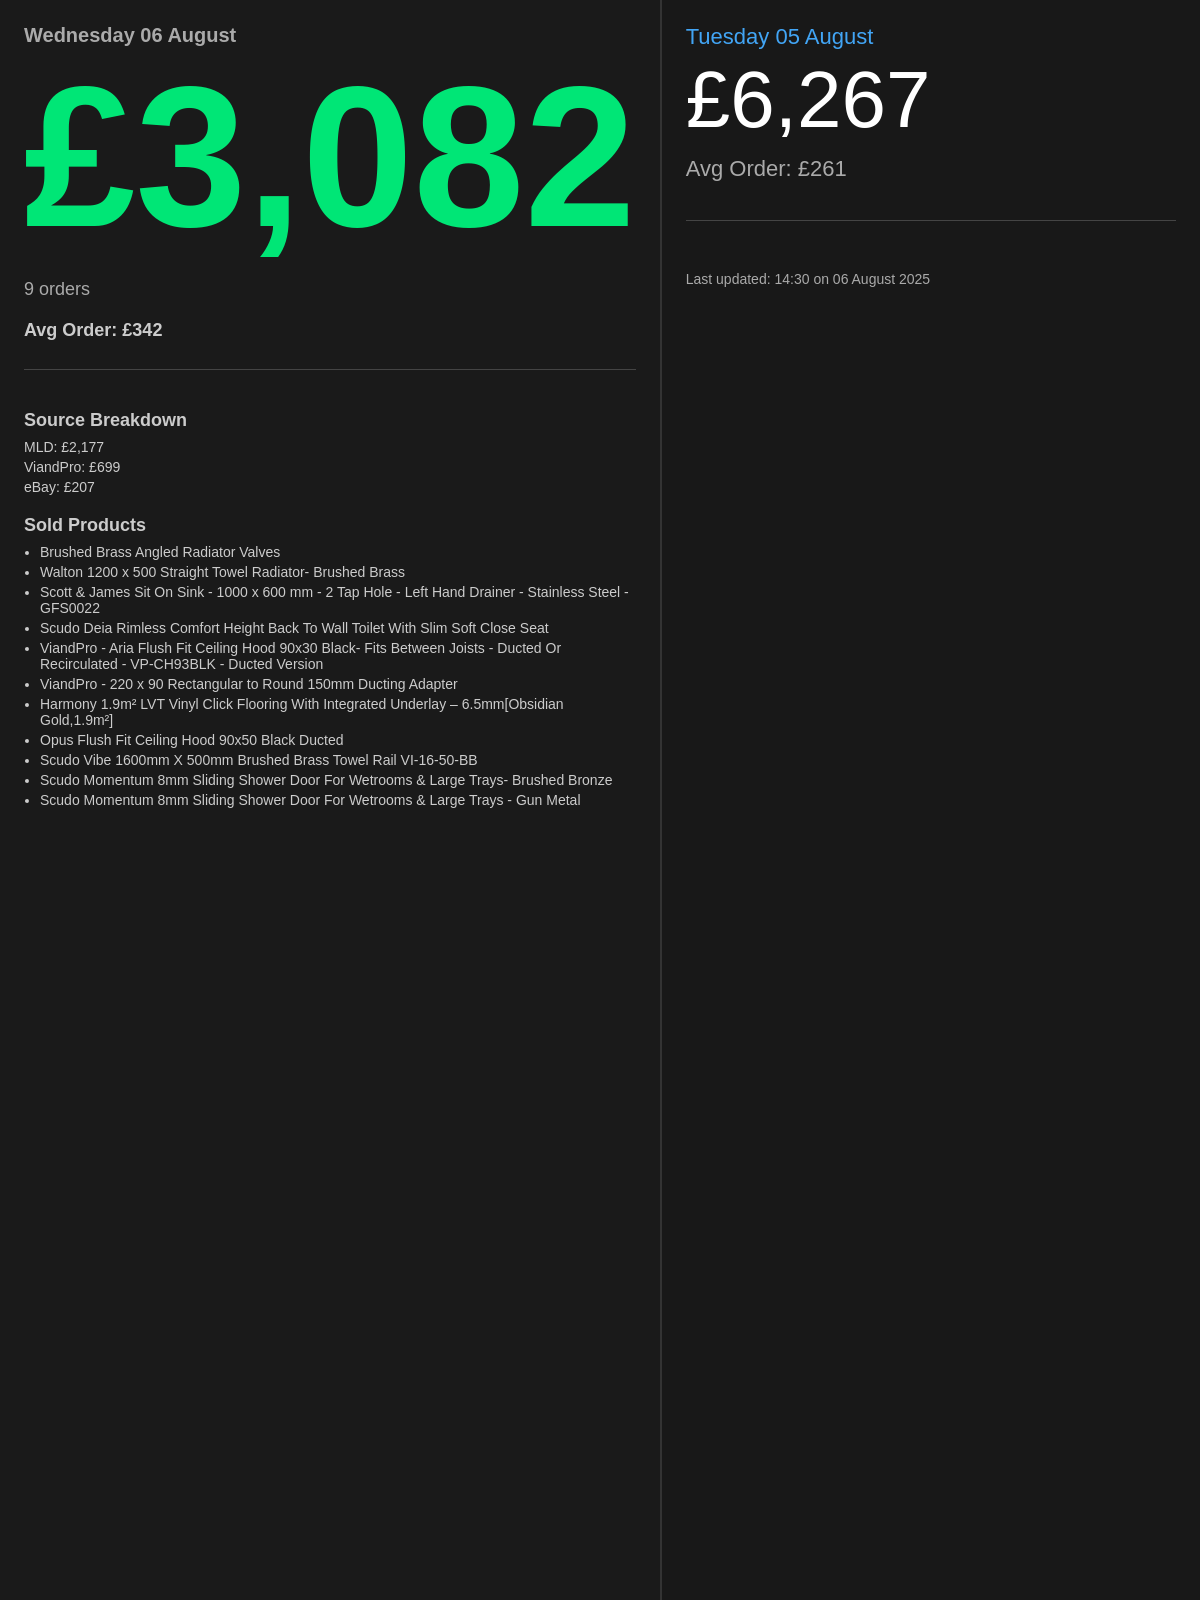 Wednesday 06 August
£3,082
9 orders
Avg Order: £342
Source Breakdown
MLD: £2,177
ViandPro: £699
eBay: £207
Sold Products
• Brushed Brass Angled Radiator Valves
• Walton 1200 x 500 Straight Towel Radiator- Brushed Brass
• Scott & James Sit On Sink - 1000 x 600 mm - 2 Tap Hole - Left Hand Drainer - Stainless Steel -
GFS0022
• Scudo Deia Rimless Comfort Height Back To Wall Toilet With Slim Soft Close Seat
• ViandPro - Aria Flush Fit Ceiling Hood 90x30 Black- Fits Between Joists - Ducted Or
Recirculated - VP-CH93BLK - Ducted Version
• ViandPro - 220 x 90 Rectangular to Round 150mm Ducting Adapter
• Harmony 1.9m² LVT Vinyl Click Flooring With Integrated Underlay – 6.5mm[Obsidian
Gold,1.9m²]
• Opus Flush Fit Ceiling Hood 90x50 Black Ducted
• Scudo Vibe 1600mm X 500mm Brushed Brass Towel Rail VI-16-50-BB
• Scudo Momentum 8mm Sliding Shower Door For Wetrooms & Large Trays- Brushed Bronze
• Scudo Momentum 8mm Sliding Shower Door For Wetrooms & Large Trays - Gun Metal
Tuesday 05 August
£6,267
Avg Order: £261
Last updated: 14:30 on 06 August 2025